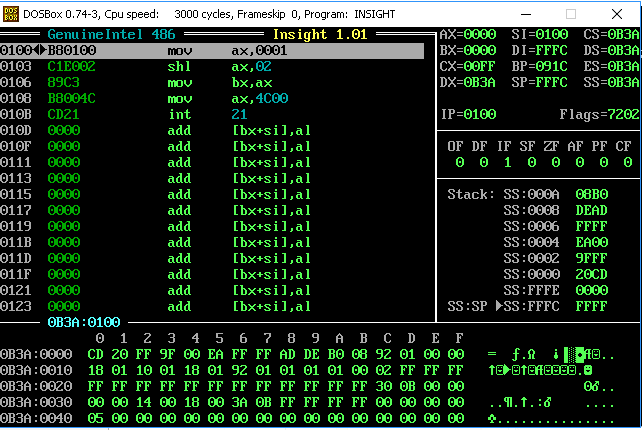 DOSBox 0.74-3, Cpu speed: 3000 cycles, Frameskip 0, Program: INSIGHT
GenuineIntel 486 Insight 1.01
0100 B80100 mov ax,0001
0103 C1E002 shl ax,02
0106 89C3 mov bx,ax
0108 B8004C mov ax,4C00
010B CD21 int 21
010D 0000 add [bx+si],al
010F 0000 add [bx+si],al
0111 0000 add [bx+si],al
0113 0000 add [bx+si],al
0115 0000 add [bx+si],al
0117 0000 add [bx+si],al
0119 0000 add [bx+si],al
011B 0000 add [bx+si],al
011D 0000 add [bx+si],al
011F 0000 add [bx+si],al
0121 0000 add [bx+si],al
0123 0000 add [bx+si],al
AX=0000 SI=0100 CS=0B3A
BX=0000 DI=FFFC DS=0B3A
CX=00FF BP=091C ES=0B3A
DX=0B3A SP=FFFC SS=0B3A
IP=0100 Flags=7202
OF DF IF SF ZF AF PF CF
0 0 1 0 0 0 0 0
Stack: SS:000A 08B0
SS:0008 DEAD
SS:0006 FFFF
SS:0004 EA00
SS:0002 9FFF
SS:0000 20CD
SS:FFFE 0000
SS:SP ►SS:FFFC FFFF
0B3A:0100
0 1 2 3 4 5 6 7 8 9 A B C D E F
0B3A:0000 CD 20 FF 9F 00 EA FF FF AD DE B0 08 92 01 00 00
0B3A:0010 18 01 10 01 18 01 92 01 01 01 01 00 02 FF FF FF
0B3A:0020 FF FF FF FF FF FF FF FF FF FF FF FF 30 0B 00 00
0B3A:0030 00 00 14 00 18 00 3A 0B FF FF FF FF 00 00 00 00
0B3A:0040 05 00 00 00 00 00 00 00 00 00 00 00 00 00 00 00